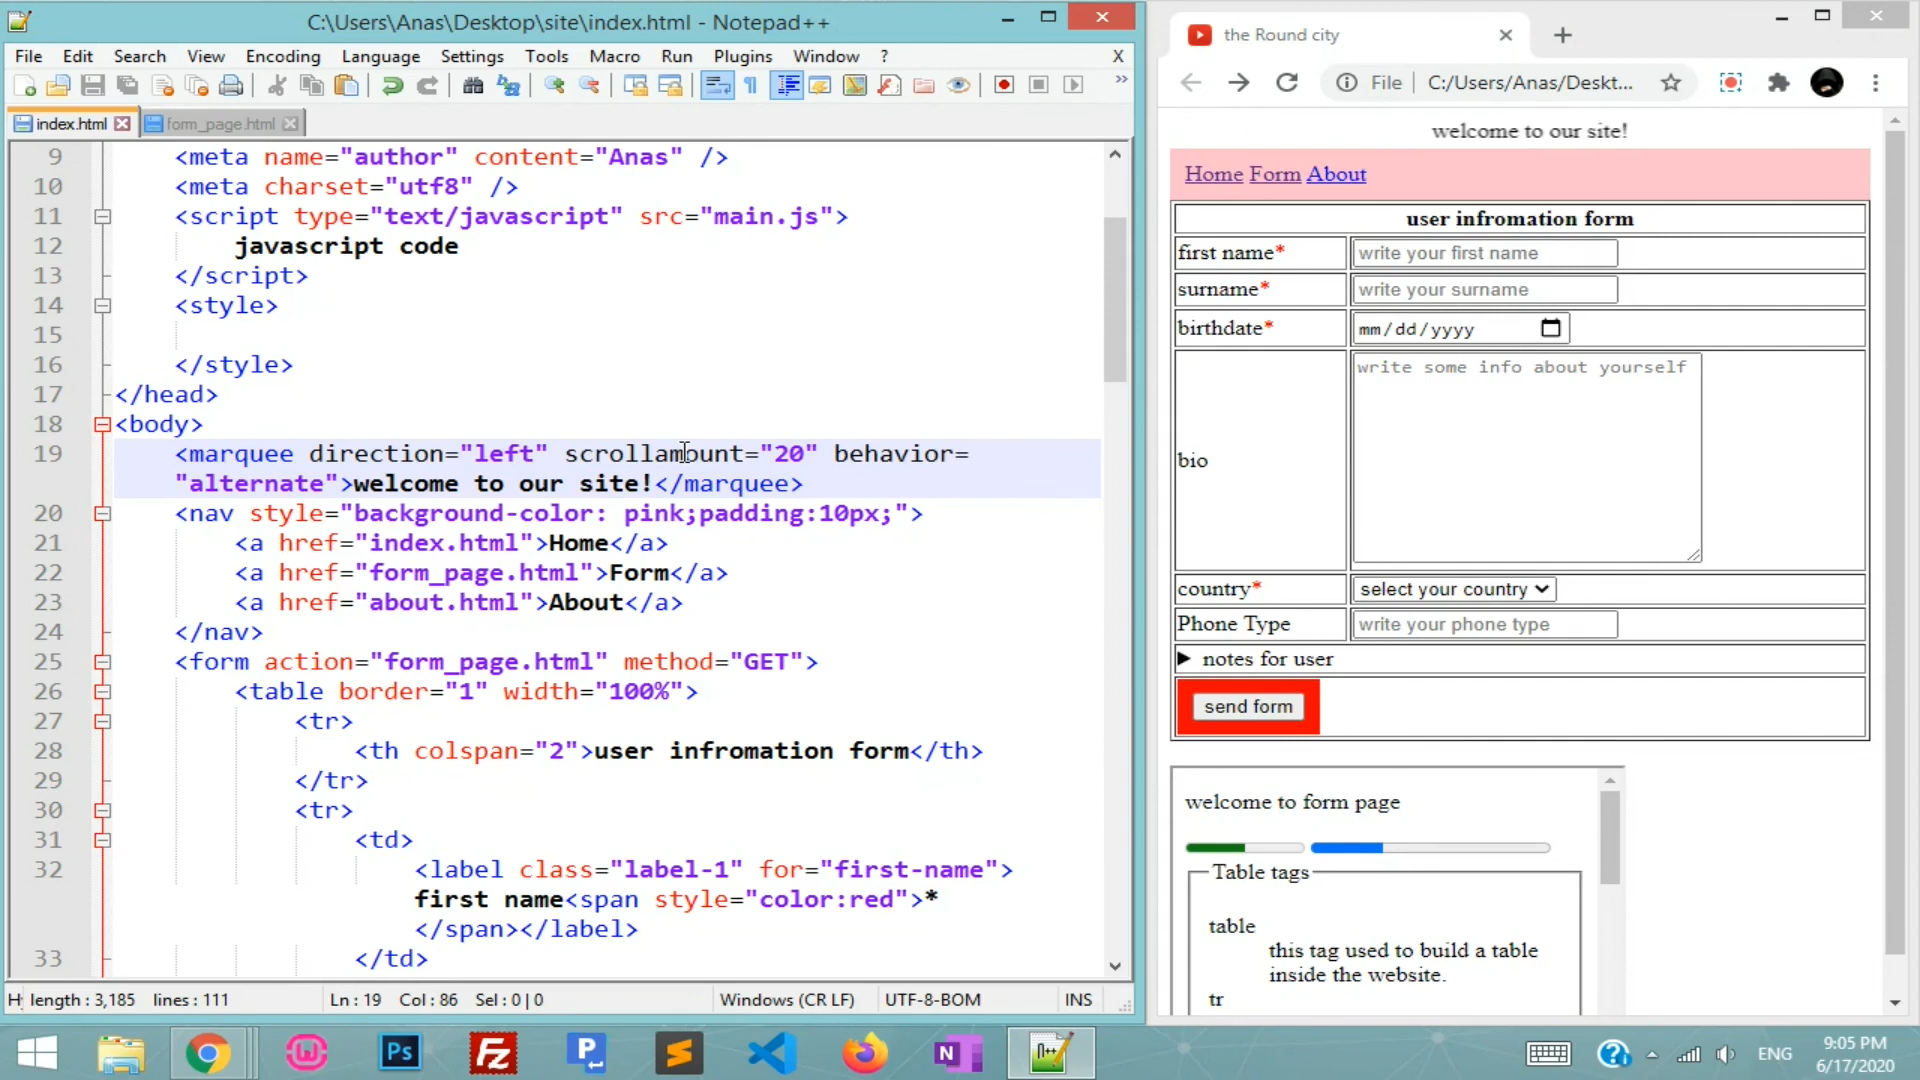 C:\Users\Anas\Desktop\site\index.html - Notepad++
File Edit Search View Encoding Language Settings Tools Macro Run Plugins Window ? X
index.html form_page.html
9 <meta name="author" content="Anas" />
10 <meta charset="utf8" />
11 <script type="text/javascript" src="main.js">
12 javascript code
13 </script>
14 <style>
15
16 </style>
17 </head>
18 <body>
19 <marquee direction="left" scrollamount="20" behavior=
"alternate">welcome to our site!</marquee>
20 <nav style="background-color: pink;padding:10px;">
21 <a href="index.html">Home</a>
22 <a href="form_page.html">Form</a>
23 <a href="about.html">About</a>
24 </nav>
25 <form action="form_page.html" method="GET">
26 <table border="1" width="100%">
27 <tr>
28 <th colspan="2">user infromation form</th>
29 </tr>
30 <tr>
31 <td>
32 <label class="label-1" for="first-name">
first name<span style="color:red">*
</span></label>
33 </td>
length : 3,185 lines : 111 Ln : 19 Col : 86 Sel : 0 | 0 Windows (CR LF) UTF-8-BOM INS
the Round city
File C:/Users/Anas/Deskt...
welcome to our site!
Home Form About
user infromation form
first name* write your first name
surname* write your surname
birthdate* mm/dd/yyyy
write some info about yourself
bio
country* select your country
Phone Type write your phone type
notes for user
send form
welcome to form page
Table tags
table
this tag used to build a table
inside the website.
tr
Ps
Fz
P
N
n++
ENG
9:05 PM
6/17/2020